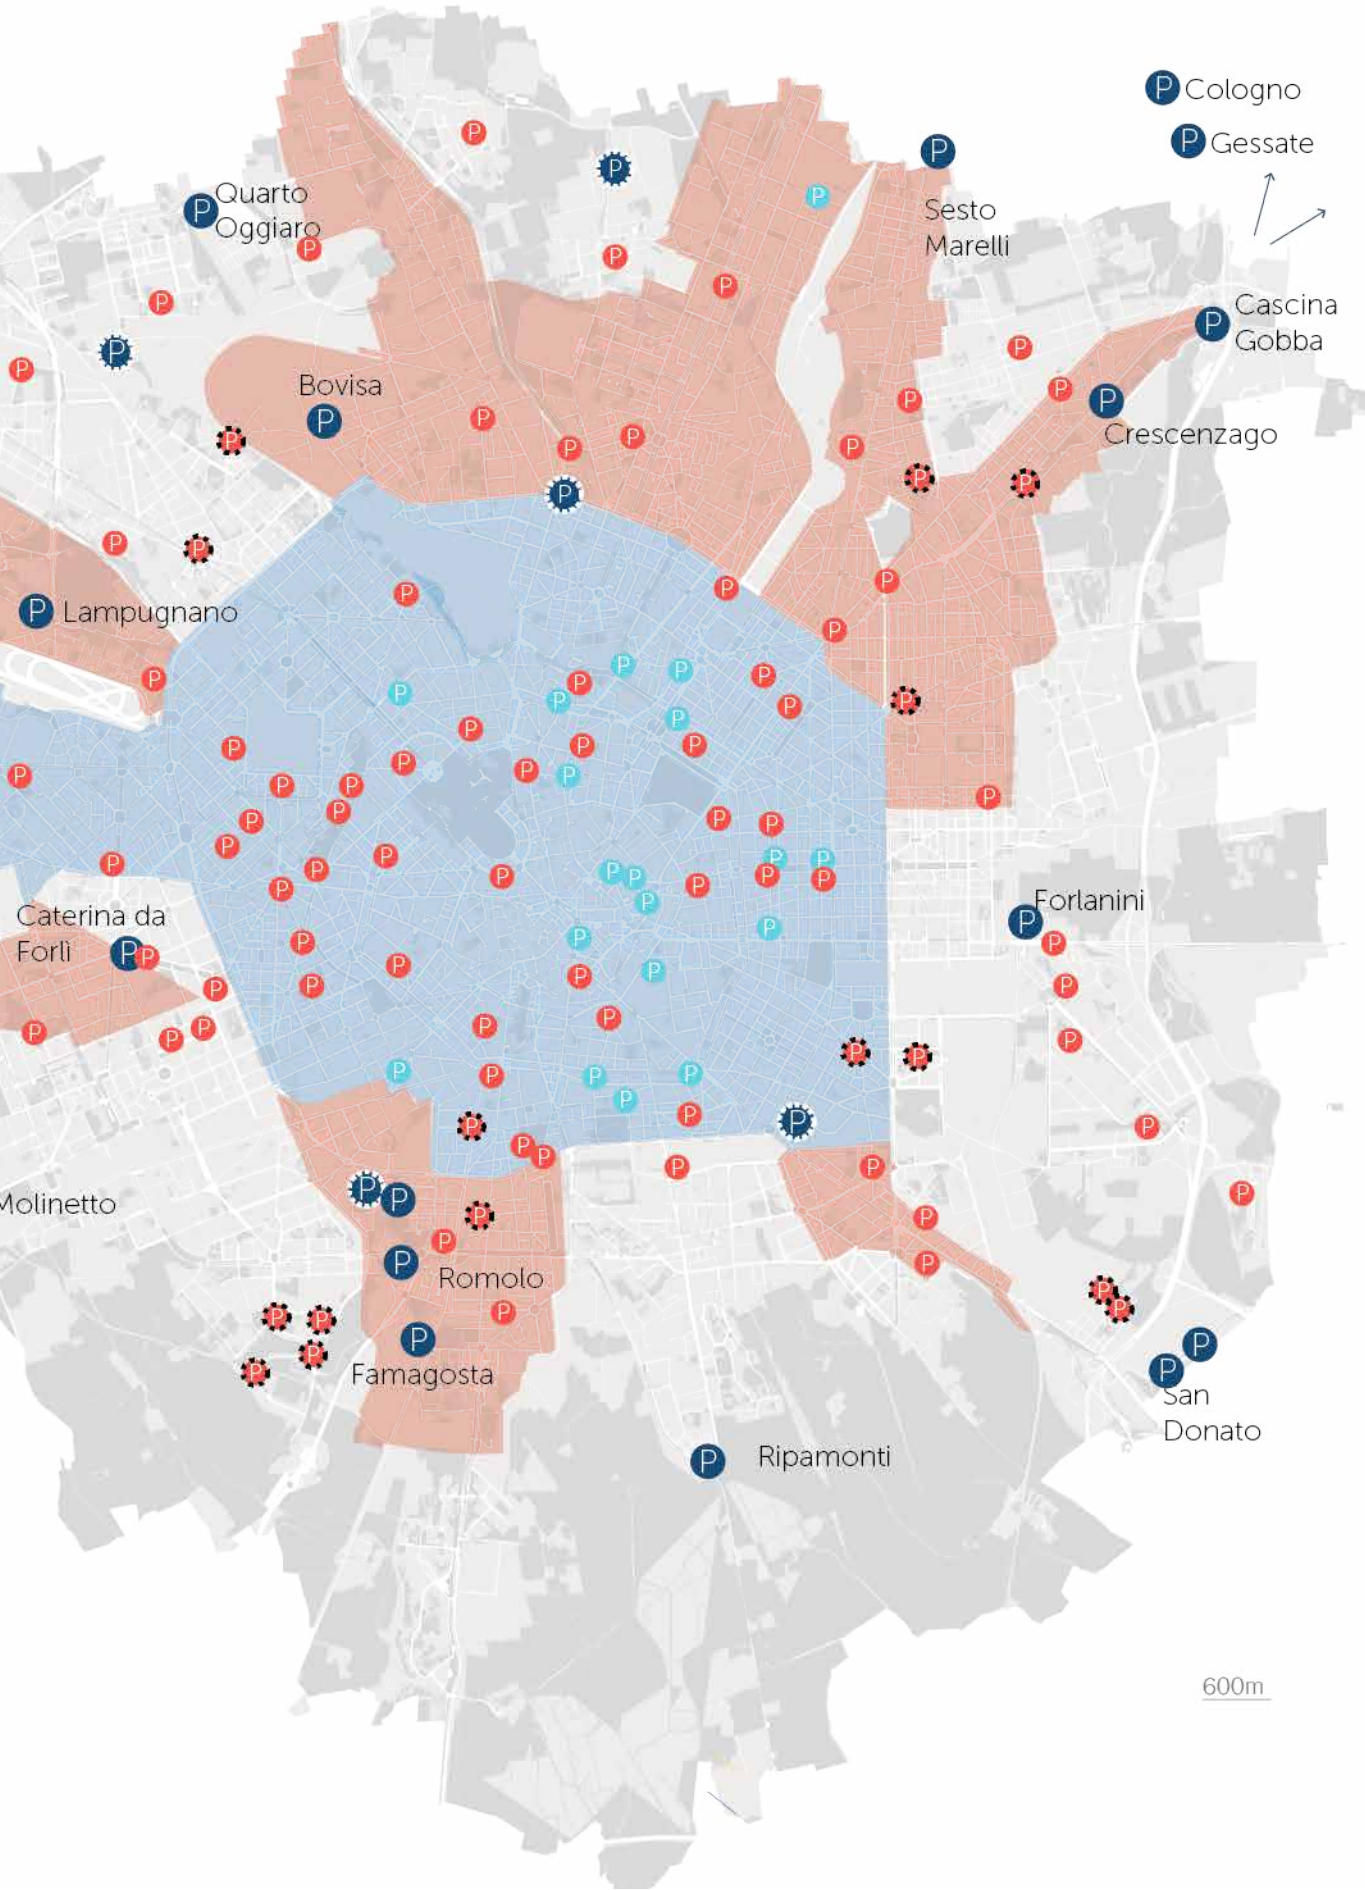 Cologno
Gessate
Quarto
Oggiaro
Sesto
Marelli
Cascina
Gobba
Bovisa
Crescenzago
Lampugnano
Forlanini
Caterina da
Forlì
Molinetto
Romolo
Famagosta
San
Donato
Ripamonti
600m